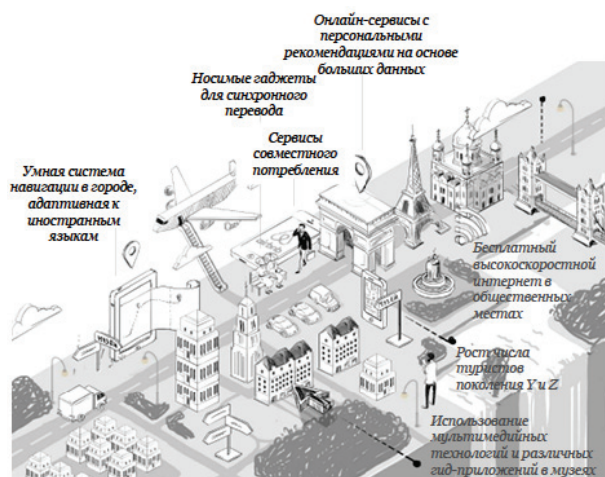 Онлайн-сервисы с
персональными
рекомендациями на основе
больших данных
Носимые гаджеты
для синхронного
перевода
Сервисы
совместного
потребления
Умная система
навигации в городе,
адаптивная к
иностранным
языкам
Бесплатный
высокоскоростной
интернет в
общественных
местах
Рост числа
туристов
поколения Y и Z
Использование
мультимедийных
технологий и различных
гид-приложений в музеях